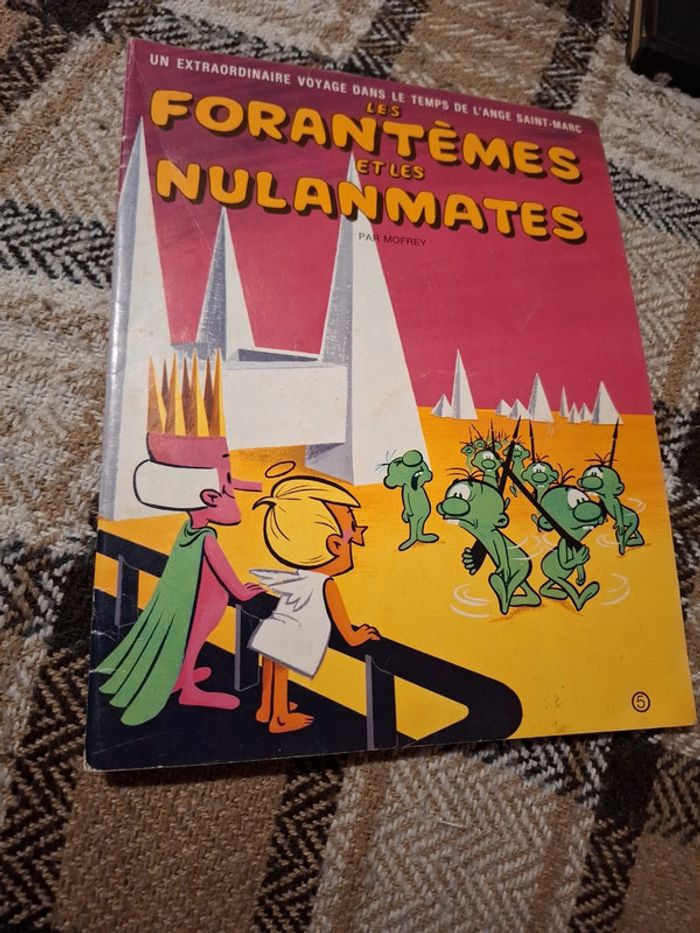 UN EXTRAORDINAIRE VOYAGE DANS LE TEMPS DE L'ANGE SAINT-MARC
LES
FORANTÈMES
ET LES
NULANMATES
PAR MOFREY
5